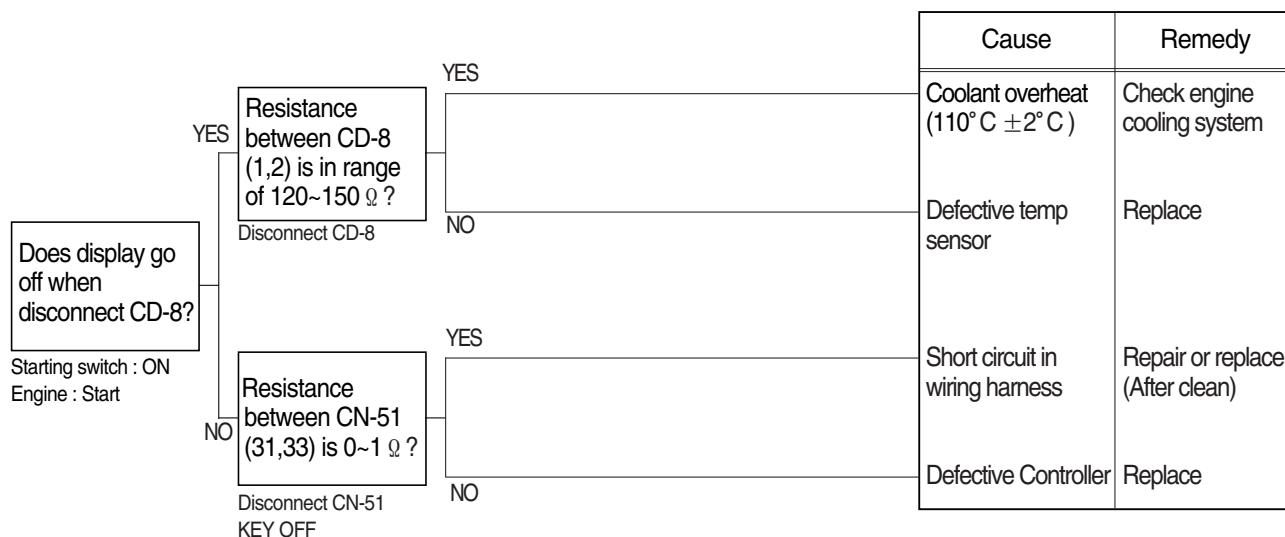 Does display go
off when
disconnect CD-8?
Starting switch : ON
Engine : Start
YES
Resistance
between CD-8
(1,2) is in range
of 120~150 Ω ?
Disconnect CD-8
NO
Resistance
between CN-51
(31,33) is 0~1 Ω ?
Disconnect CN-51
KEY OFF
YES
NO
YES
NO
Cause Remedy
Coolant overheat Check engine
(110°C ±2°C) cooling system
Defective temp Replace
sensor
Short circuit in Repair or replace
wiring harness (After clean)
Defective Controller Replace